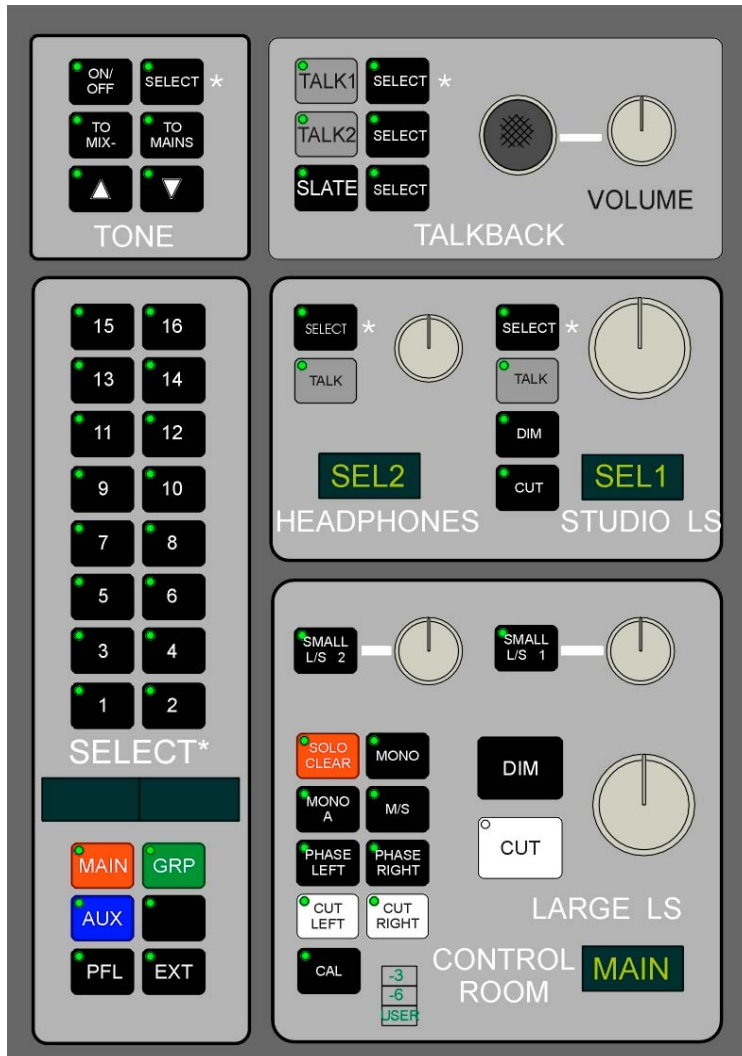 ON/
OFF
SELECT *
TO
MIX-
TO
MAINS
TONE
TALK1
SELECT *
TALK2
SELECT
SLATE
SELECT
VOLUME
TALKBACK
15
16
13
14
11
12
9
10
7
8
5
6
3
4
1
2
SELECT*
MAIN
GRP
AUX
PFL
EXT
SELECT *
TALK
SEL2
HEADPHONES
SELECT *
TALK
DIM
CUT
SEL1
STUDIO LS
SMALL
L/S 2
SMALL
L/S 1
SOLO
CLEAR
MONO
MONO
A
M/S
PHASE
LEFT
PHASE
RIGHT
CUT
LEFT
CUT
RIGHT
CAL
-3
-6
USER
DIM
CUT
LARGE LS
CONTROL
ROOM
MAIN